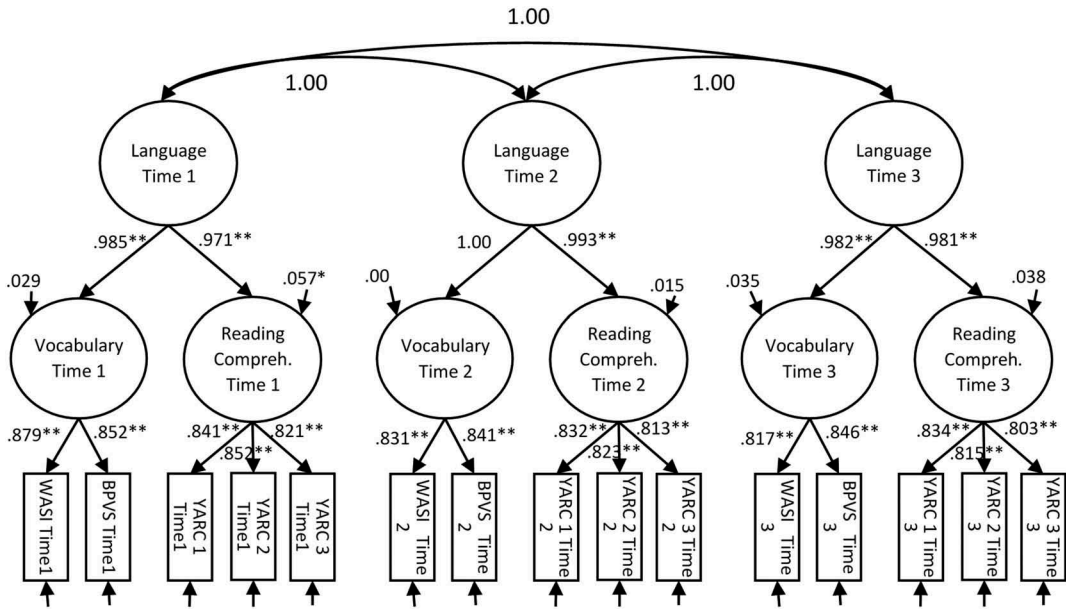 1.00
1.00
1.00
Language
Time 1
Language
Time 2
Language
Time 3
.985**
.971**
1.00
.993**
.982**
.981**
.029
.057*
.00
.015
.035
.038
Vocabulary
Time 1
Reading
Compreh.
Time 1
Vocabulary
Time 2
Reading
Compreh.
Time 2
Vocabulary
Time 3
Reading
Compreh.
Time 3
.879**
.852**
.841**
.852**
.821**
.831**
.841**
.832**
.823**
.813**
.817**
.846**
.834**
.815**
.803**
WASI Time1
BPVS Time1
YARC 1
Time1
YARC 2
Time1
YARC 3
Time1
WASI Time
2
BPVS Time
2
YARC 1 Time
2
YARC 2 Time
2
YARC 3 Time
2
WASI Time
3
BPVS Time
3
YARC 1 Time
3
YARC 2 Time
3
YARC 3 Time
3